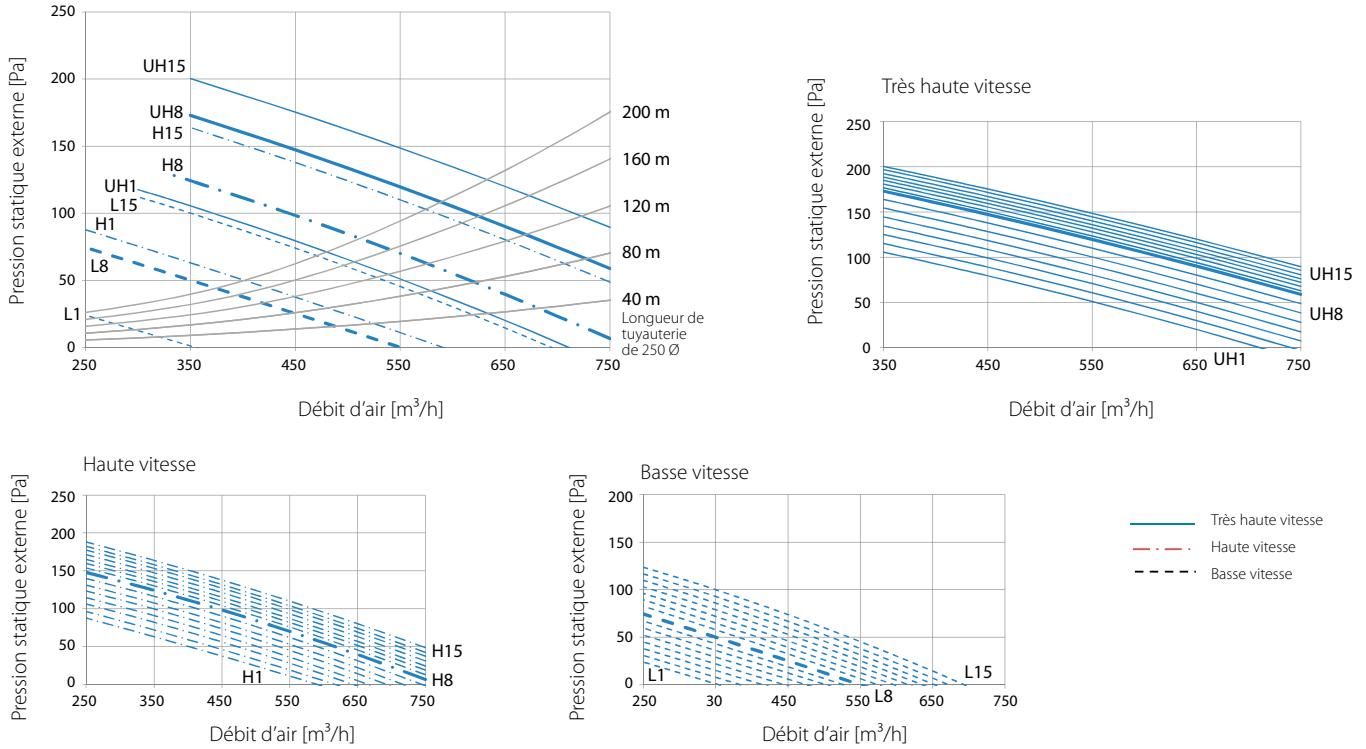 250
200
150
100
50
0
Pression statique externe [Pa]
UH15
UH8
H15
H8
UH1
L15
H1
L8
L1
200 m
160 m
120 m
80 m
40 m
Longueur de
tuyauterie
de 250 Ø
250 350 450 550 650 750
Débit d'air [m³/h]
Très haute vitesse
250
200
150
100
50
0
Pression statique externe [Pa]
UH15
UH8
UH1
350 450 550 650 750
Débit d'air [m³/h]
Haute vitesse
250
200
150
100
50
0
Pression statique externe [Pa]
H15
H8
H1
250 350 450 550 650 750
Débit d'air [m³/h]
Basse vitesse
200
150
100
50
0
Pression statique externe [Pa]
L1
L8
L15
250 30 450 550 650 750
Débit d'air [m³/h]
Très haute vitesse
Haute vitesse
Basse vitesse